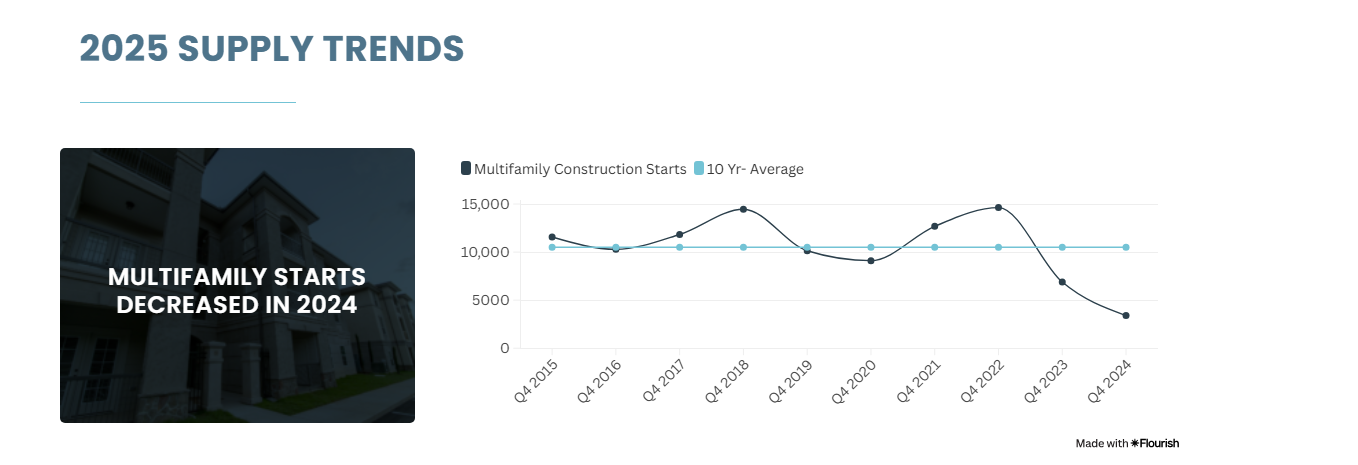 2025 SUPPLY TRENDS
MULTIFAMILY STARTS
DECREASED IN 2024
Multifamily Construction Starts
10 Yr- Average
15,000
10,000
5000
0
Q4 2015
Q4 2016
Q4 2017
Q4 2018
Q4 2019
Q4 2020
Q4 2021
Q4 2022
Q4 2023
Q4 2024
Made with ✳Flourish